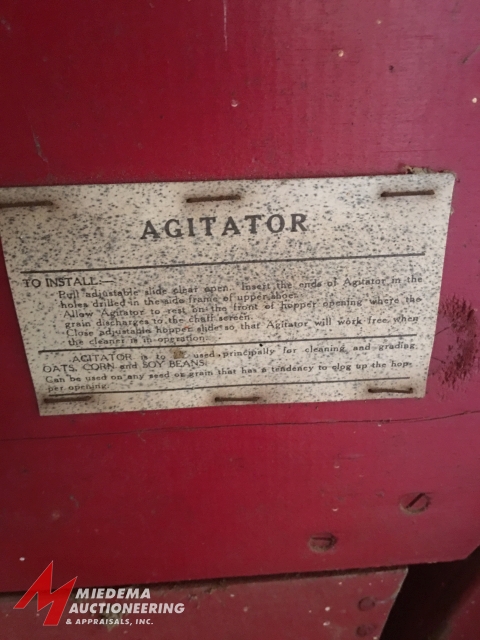 AGITATOR
TO INSTALL:—
Pull adjustable slide clear open. Insert the ends of Agitator in the
holes drilled in the side frame of upper shoe.
Allow Agitator to rest on the front of hopper opening where the
grain discharges to the chaff screen.
Close adjustable hopper slide so that Agitator will work free when
the cleaner is in operation.
AGITATOR is to be used principally for cleaning and grading
OATS, CORN and SOY BEANS.
Can be used on any seed or grain that has a tendency to clog up the hop-
per opening.
MIEDEMA
AUCTIONEERING
& APPRAISALS, INC.